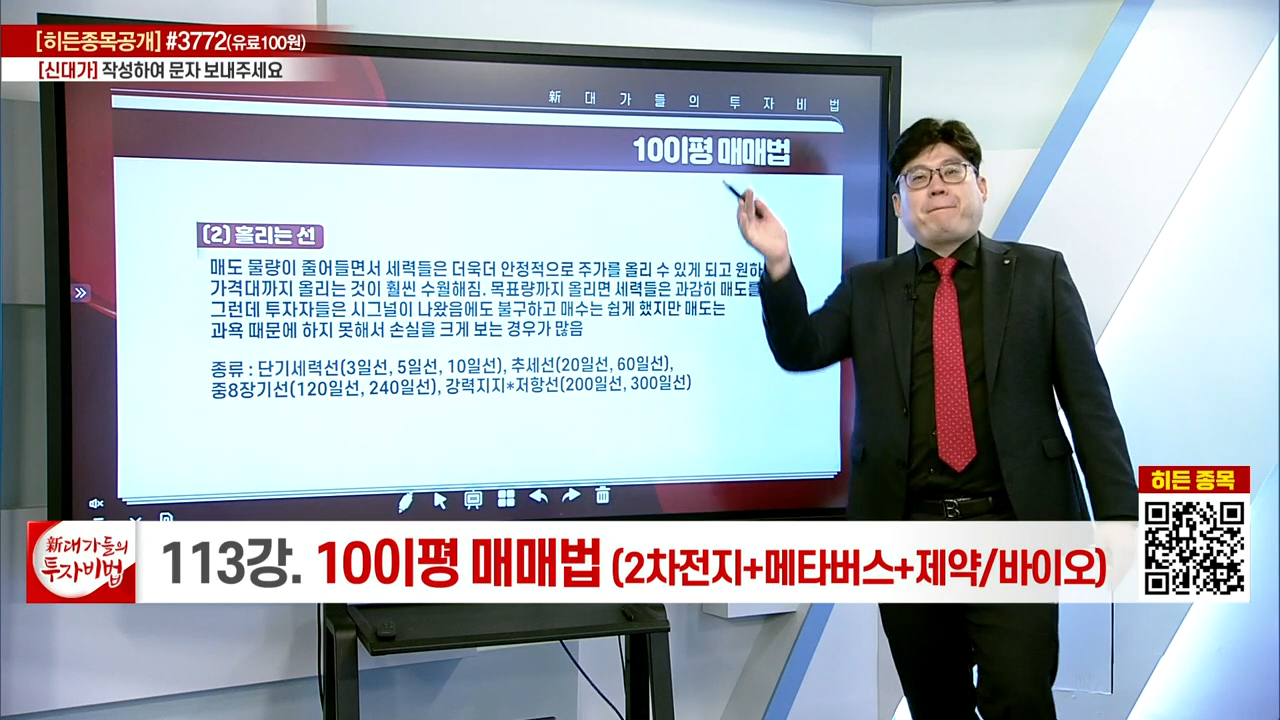 [히든종목공개] #3772(유료100원)
[신대가] 작성하여 문자 보내주세요
新대가들의 투자비법
100이평 매매법
(2) 홀리는 선
매도 물량이 줄어들면서 세력들은 더욱더 안정적으로 주가를 올리 수 있게 되고 원하
가격대까지 올리는 것이 훨씬 수월해짐. 목표량까지 올리면 세력들은 과감히 매도를
그런데 투자자들은 시그널이 나왔음에도 불구하고 매수는 쉽게 했지만 매도는
과욕 때문에 하지 못해서 손실을 크게 보는 경우가 많음
종류 : 단기세력선(3일선, 5일선, 10일선), 추세선(20일선, 60일선),
중8장기선(120일선, 240일선), 강력지지*저항선(200일선, 300일선)
히든 종목
新대가들의
투자비법
113강. 100이평 매매법 (2차전지+메타버스+제약/바이오)